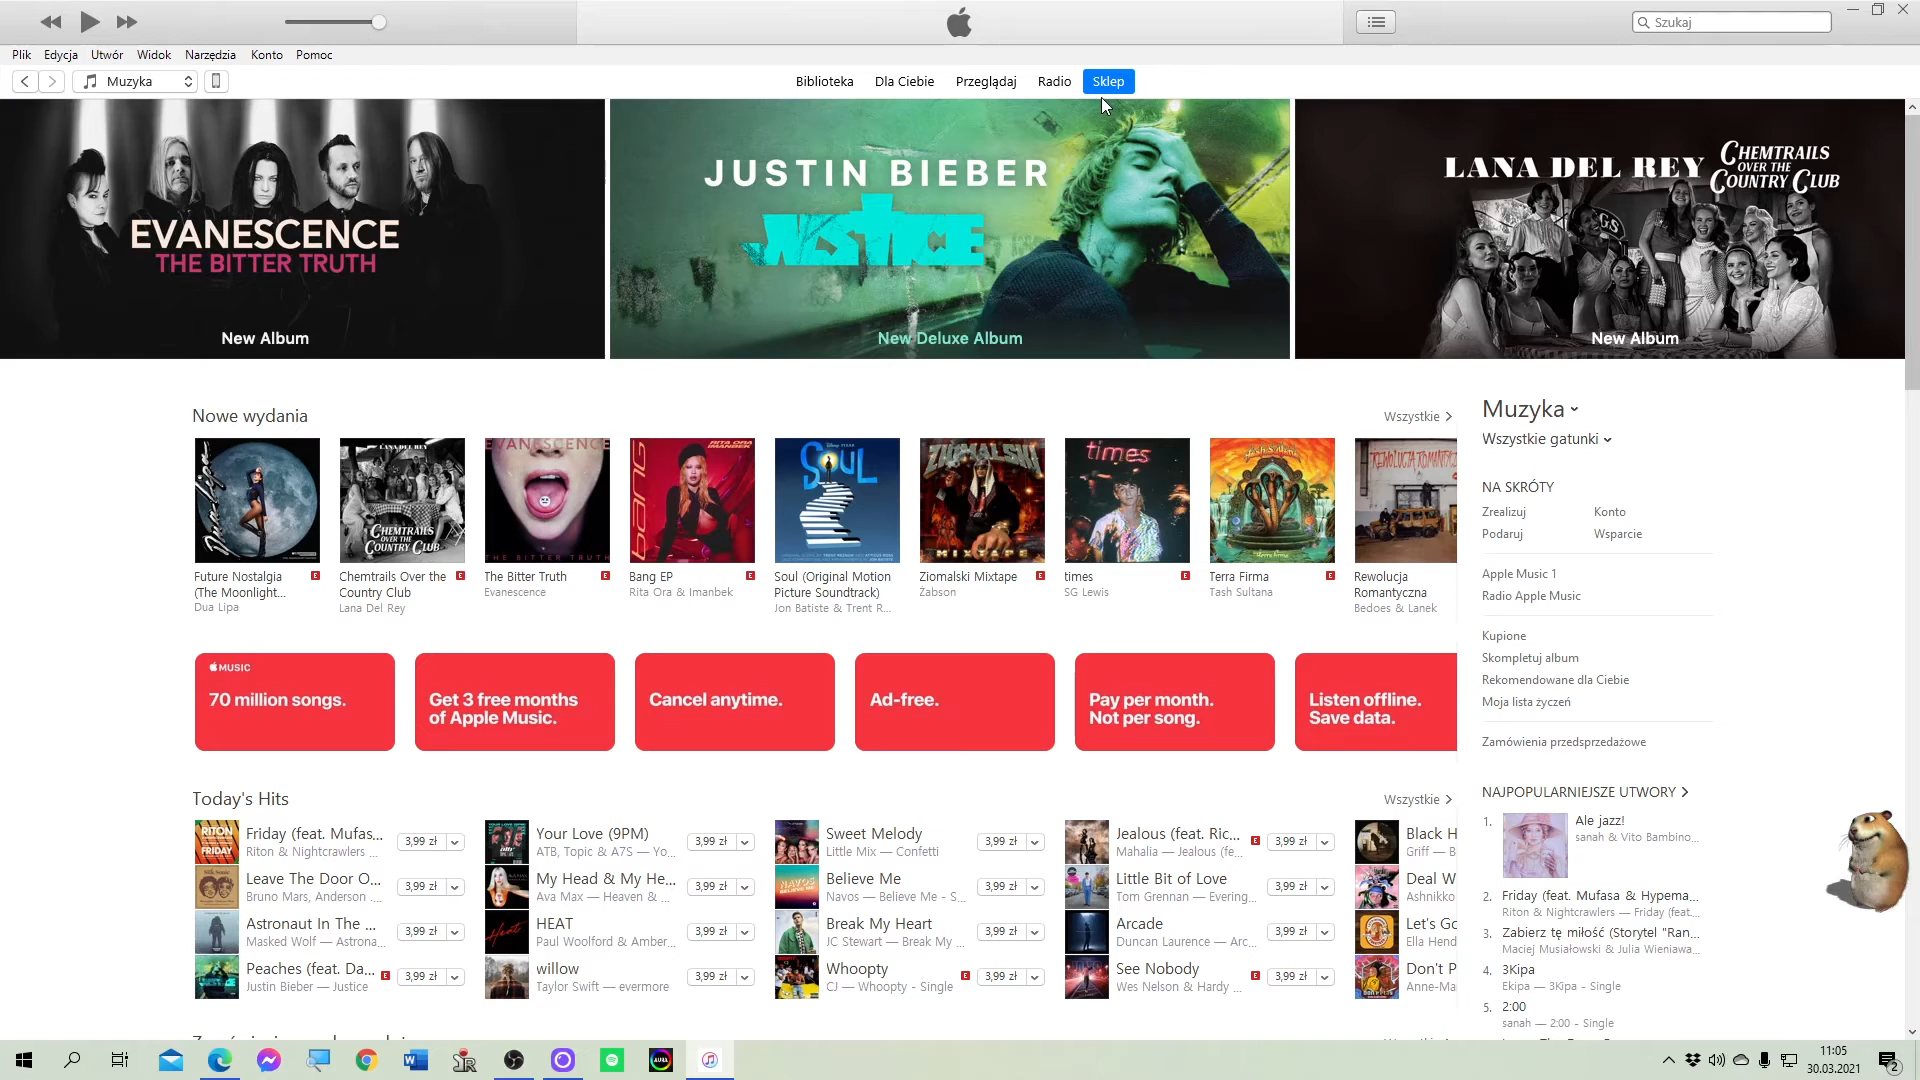 Szukaj
Plik Edycja Utwór Widok Narzędzia Konto Pomoc
Muzyka
Biblioteka Dla Ciebie Przeglądaj Radio Sklep
EVANESCENCE
THE BITTER TRUTH
New Album
JUSTIN BIEBER
JUSTICE
New Deluxe Album
LANA DEL REY
CHEMTRAILS
OVER THE
COUNTRY CLUB
New Album
Nowe wydania
Wszystkie
Future Nostalgia
(The Moonlight...
Dua Lipa
Chemtrails Over the
Country Club
Lana Del Rey
The Bitter Truth
Evanescence
Bang EP
Rita Ora & Imanbek
Soul (Original Motion
Picture Soundtrack)
Jon Batiste & Trent R...
Ziomalski Mixtape
Żabson
times
SG Lewis
Terra Firma
Tash Sultana
Rewolucja
Romantyczna
Bedoes & Lanek
MUSIC
70 million songs.
Get 3 free months
of Apple Music.
Cancel anytime.
Ad-free.
Pay per month.
Not per song.
Listen offline.
Save data.
Today's Hits
Wszystkie
Friday (feat. Mufas...
Riton & Nightcrawlers ...
3,99 zł
Leave The Door O...
Bruno Mars, Anderson ...
3,99 zł
Astronaut In The ...
Masked Wolf — Astrona...
3,99 zł
Peaches (feat. Da...
Justin Bieber — Justice
3,99 zł
Your Love (9PM)
ATB, Topic & A7S — Yo...
3,99 zł
My Head & My He...
Ava Max — Heaven & ...
3,99 zł
HEAT
Paul Woolford & Amber...
3,99 zł
willow
Taylor Swift — evermore
3,99 zł
Sweet Melody
Little Mix — Confetti
3,99 zł
Believe Me
Navos — Believe Me - S...
3,99 zł
Break My Heart
JC Stewart — Break My ...
3,99 zł
Whoopty
CJ — Whoopty - Single
3,99 zł
Jealous (feat. Ric...
Mahalia — Jealous (fe...
3,99 zł
Little Bit of Love
Tom Grennan — Evering...
3,99 zł
Arcade
Duncan Laurence — Arc...
3,99 zł
See Nobody
Wes Nelson & Hardy ...
3,99 zł
Black H
Griff — B
Deal W
Ashnikko
Let's Go
Ella Hend
Don't P
Anne-Ma
Muzyka
Wszystkie gatunki
NA SKRÓTY
Zrealizuj Konto
Podaruj Wsparcie
Apple Music 1
Radio Apple Music
Kupione
Skompletuj album
Rekomendowane dla Ciebie
Moja lista życzeń
Zamówienia przedsprzedażowe
NAJPOPULARNIEJSZE UTWORY
1. Ale jazz!
sanah & Vito Bambino...
2. Friday (feat. Mufasa & Hypema...
Riton & Nightcrawlers — Friday (feat...
3. Zabierz tę miłość (Storytel "Ran...
Maciej Musiałowski & Julia Wieniawa...
4. 3Kipa
Ekipa — 3Kipa - Single
5. 2:00
sanah — 2:00 - Single
11:05
30.03.2021
2